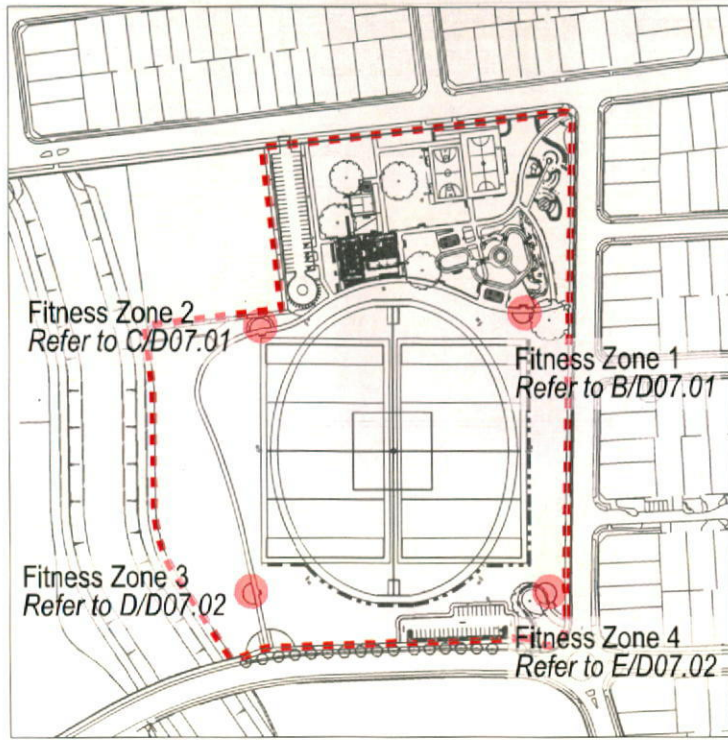 Fitness Zone 2
Refer to C/D07.01
Fitness Zone 1
Refer to B/D07.01
Fitness Zone 3
Refer to D/D07.02
Fitness Zone 4
Refer to E/D07.02